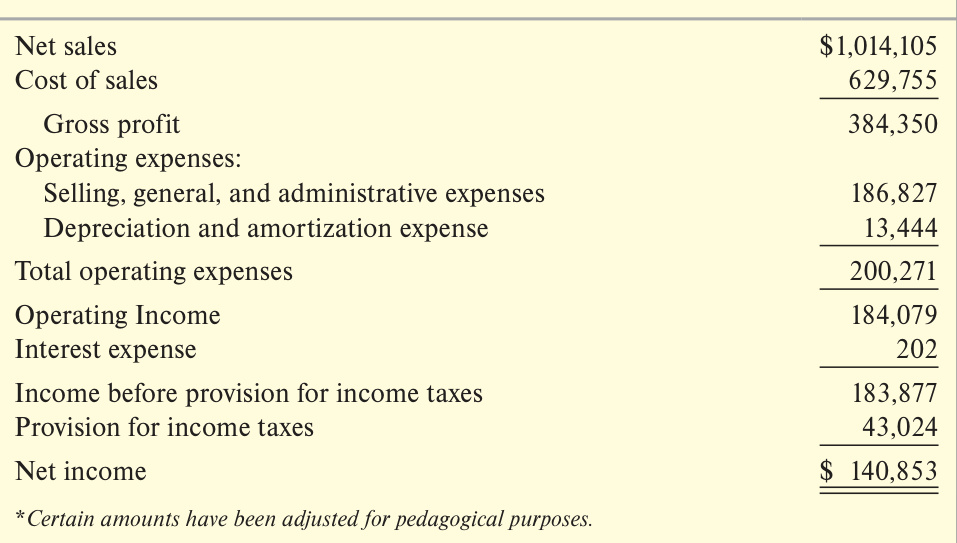 Net sales $1,014,105
Cost of sales 629,755
Gross profit 384,350
Operating expenses:
Selling, general, and administrative expenses 186,827
Depreciation and amortization expense 13,444
Total operating expenses 200,271
Operating Income 184,079
Interest expense 202
Income before provision for income taxes 183,877
Provision for income taxes 43,024
Net income $ 140,853
*Certain amounts have been adjusted for pedagogical purposes.